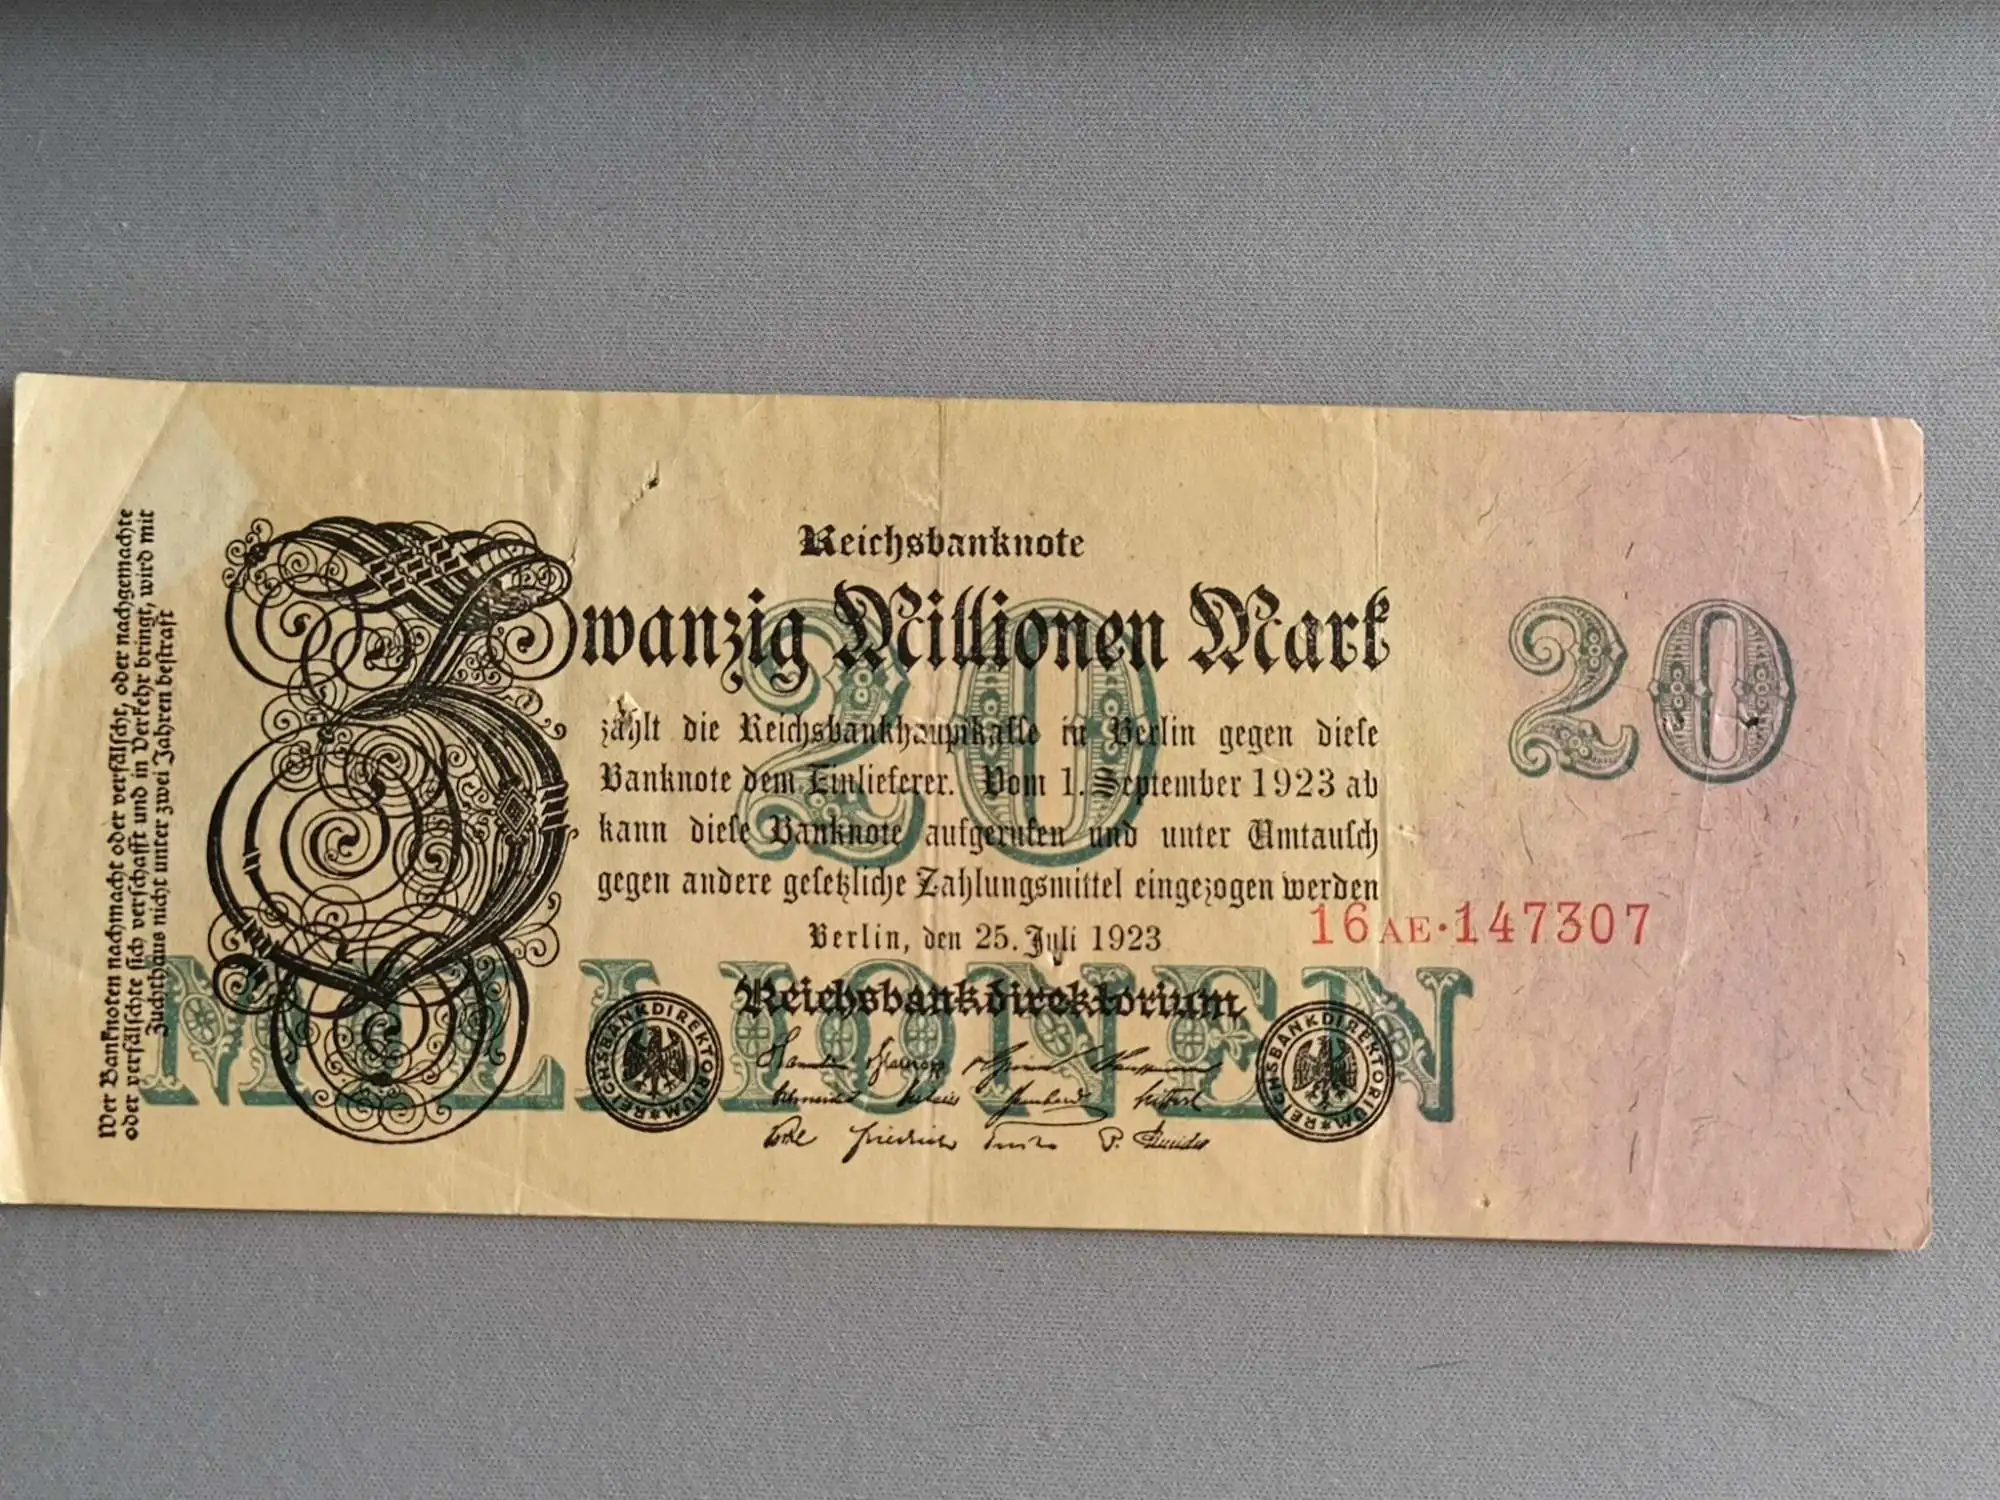 Reichsbanknote
Zwanzig Millionen Mark
20
20
zahlt die Reichsbankhauptkasse in Berlin gegen diese
Banknote dem Einlieferer. Vom 1. September 1923 ab
kann diese Banknote aufgerufen und unter Umtausch
gegen andere gesetzliche Zahlungsmittel eingezogen werden
16 AE·147307
Berlin, den 25. Juli 1923
Reichsbankdirektorium
MILLIONEN
REICHSBANKDIREKTORIUM
REICHSBANKDIREKTORIUM
Wer Banknoten nachmacht oder verfälscht, oder nachgemachte
oder verfälschte sich verschafft und in Verkehr bringt, wird mit
Zuchthaus nicht unter zwei Jahren bestraft